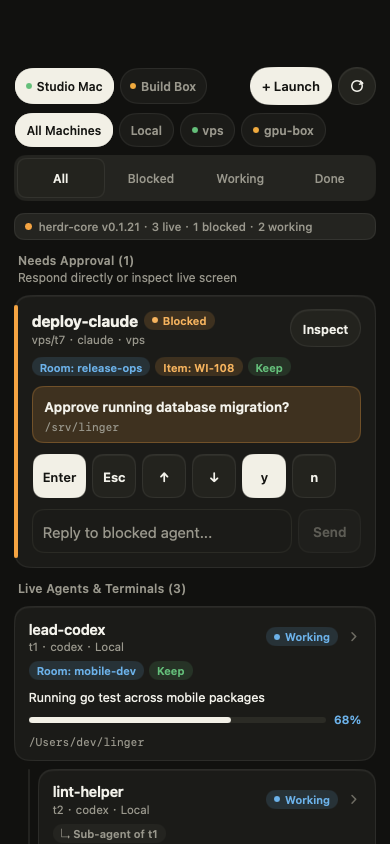 Studio Mac
Build Box
+ Launch
All Machines
Local
vps
gpu-box
All
Blocked
Working
Done
herdr-core v0.1.21 · 3 live · 1 blocked · 2 working
Needs Approval (1)
Respond directly or inspect live screen
deploy-claude
Blocked
Inspect
vps/t7 · claude · vps
Room: release-ops
Item: WI-108
Keep
Approve running database migration?
/srv/linger
Enter
Esc
↑
↓
y
n
Reply to blocked agent...
Send
Live Agents & Terminals (3)
lead-codex
Working
t1 · codex · Local
Room: mobile-dev
Keep
Running go test across mobile packages
68%
/Users/dev/linger
lint-helper
Working
t2 · codex · Local
Sub-agent of t1